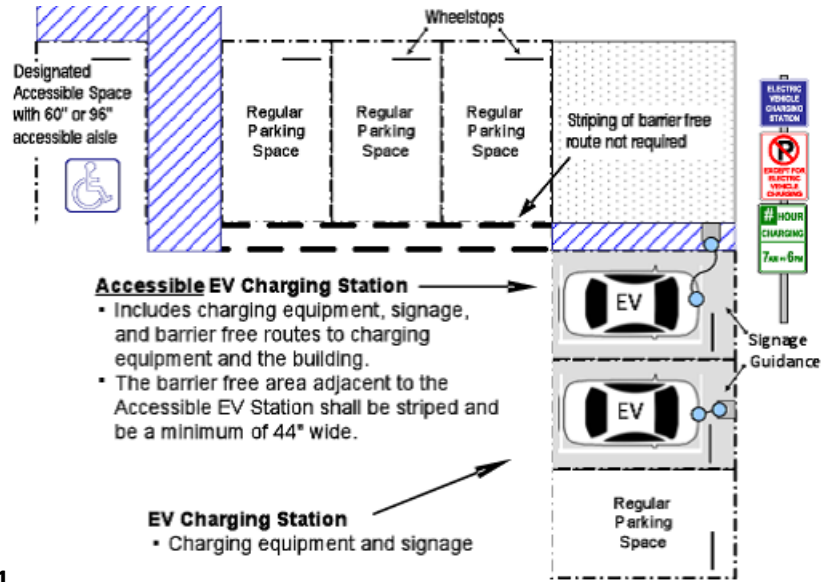 Wheelstops
Designated
Accessible Space
with 60" or 96"
accessible aisle
Regular
Parking
Space
Regular
Parking
Space
Regular
Parking
Space
Striping of barrier free
route not required
ELECTRIC
VEHICLE
CHARGING
STATION
P
EXCEPT FOR
ELECTRIC
VEHICLE
CHARGING
# HOUR
CHARGING
7AM TO 6PM
Accessible EV Charging Station
▪ Includes charging equipment, signage,
and barrier free routes to charging
equipment and the building.
▪ The barrier free area adjacent to the
Accessible EV Station shall be striped and
be a minimum of 44" wide.
EV
Signage
Guidance
EV
EV Charging Station
▪ Charging equipment and signage
Regular
Parking
Space
1